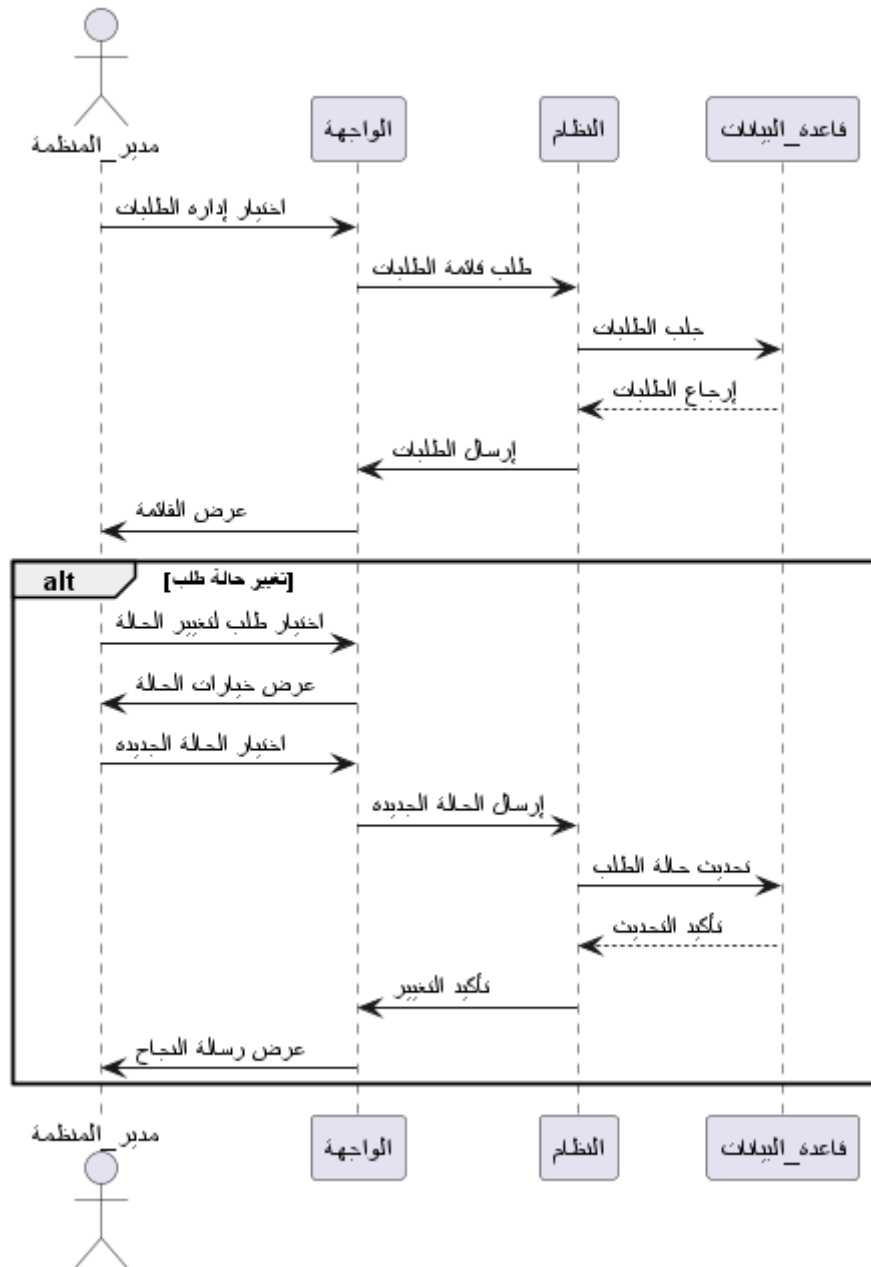 مدير_المنظمة
الواجهة
النظام
قاعدة_البيانات
اختيار إدارة الطلبات
طلب قائمة الطلبات
جلب الطلبات
إرجاع الطلبات
إرسال الطلبات
عرض القائمة
alt
[تغيير حالة طلب]
اختيار طلب لتغيير الحالة
عرض خيارات الحالة
اختيار الحالة الجديدة
إرسال الحالة الجديدة
تحديث حالة الطلب
تأكيد التحديث
تأكيد التغيير
عرض رسالة النجاح
مدير_المنظمة
الواجهة
النظام
قاعدة_البيانات